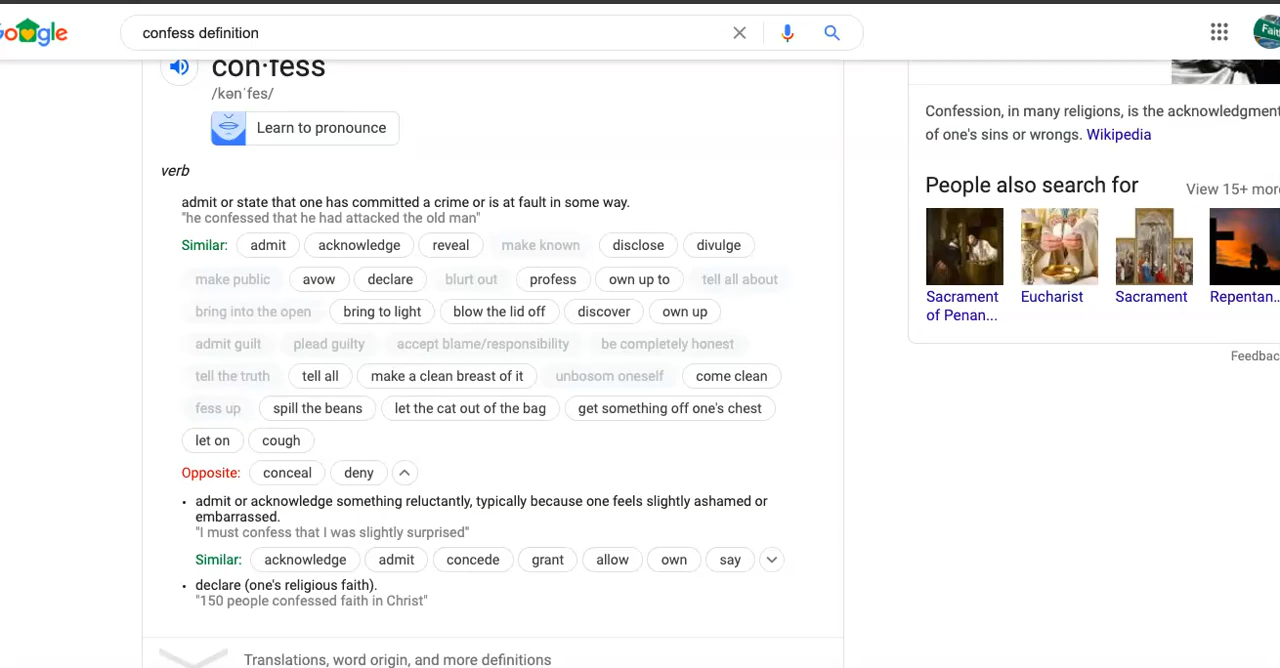 Google
confess definition
con·fess
/kənˈfes/
Learn to pronounce
verb
admit or state that one has committed a crime or is at fault in some way.
"he confessed that he had attacked the old man"
Similar: admit acknowledge reveal make known disclose divulge
make public avow declare blurt out profess own up to tell all about
bring into the open bring to light blow the lid off discover own up
admit guilt plead guilty accept blame/responsibility be completely honest
tell the truth tell all make a clean breast of it unbosom oneself come clean
fess up spill the beans let the cat out of the bag get something off one's chest
let on cough
Opposite: conceal deny
• admit or acknowledge something reluctantly, typically because one feels slightly ashamed or
embarrassed.
"I must confess that I was slightly surprised"
Similar: acknowledge admit concede grant allow own say
• declare (one's religious faith).
"150 people confessed faith in Christ"
Translations, word origin, and more definitions
Confession, in many religions, is the acknowledgment
of one's sins or wrongs. Wikipedia
People also search for View 15+ mor
Sacrament
of Penan...
Eucharist
Sacrament
Repentan...
Feedbac